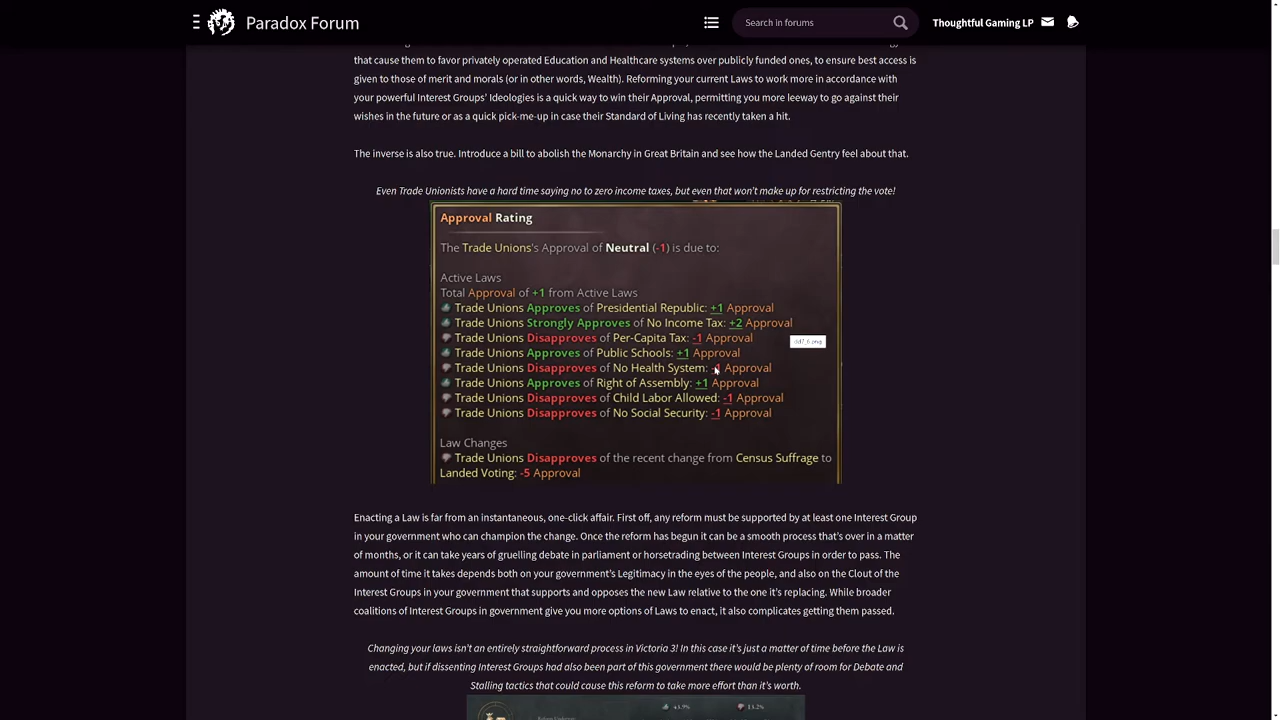 Paradox Forum
Search in forums
Thoughtful Gaming LP
that cause them to favor privately operated Education and Healthcare systems over publicly funded ones, to ensure best access is
given to those of merit and morals (or in other words, Wealth). Reforming your current Laws to work more in accordance with
your powerful Interest Groups' Ideologies is a quick way to win their Approval, permitting you more leeway to go against their
wishes in the future or as a quick pick-me-up in case their Standard of Living has recently taken a hit.
The inverse is also true. Introduce a bill to abolish the Monarchy in Great Britain and see how the Landed Gentry feel about that.
Even Trade Unionists have a hard time saying no to zero income taxes, but even that won't make up for restricting the vote!
Approval Rating
The Trade Unions's Approval of Neutral (-1) is due to:
Active Laws
Total Approval of +1 from Active Laws
Trade Unions Approves of Presidential Republic: +1 Approval
Trade Unions Strongly Approves of No Income Tax: +2 Approval
Trade Unions Disapproves of Per-Capita Tax: -1 Approval
dd7_6.png
Trade Unions Approves of Public Schools: +1 Approval
Trade Unions Disapproves of No Health System: -1 Approval
Trade Unions Approves of Right of Assembly: +1 Approval
Trade Unions Disapproves of Child Labor Allowed: -1 Approval
Trade Unions Disapproves of No Social Security: -1 Approval
Law Changes
Trade Unions Disapproves of the recent change from Census Suffrage to
Landed Voting: -5 Approval
Enacting a Law is far from an instantaneous, one-click affair. First off, any reform must be supported by at least one Interest Group
in your government who can champion the change. Once the reform has begun it can be a smooth process that's over in a matter
of months, or it can take years of gruelling debate in parliament or horsetrading between Interest Groups in order to pass. The
amount of time it takes depends both on your government's Legitimacy in the eyes of the people, and also on the Clout of the
Interest Groups in your government that supports and opposes the new Law relative to the one it's replacing. While broader
coalitions of Interest Groups in government give you more options of Laws to enact, it also complicates getting them passed.
Changing your laws isn't an entirely straightforward process in Victoria 3! In this case it's just a matter of time before the Law is
enacted, but if dissenting Interest Groups had also been part of this government there would be plenty of room for Debate and
Stalling tactics that could cause this reform to take more effort than it's worth.
43.9% 13.2%